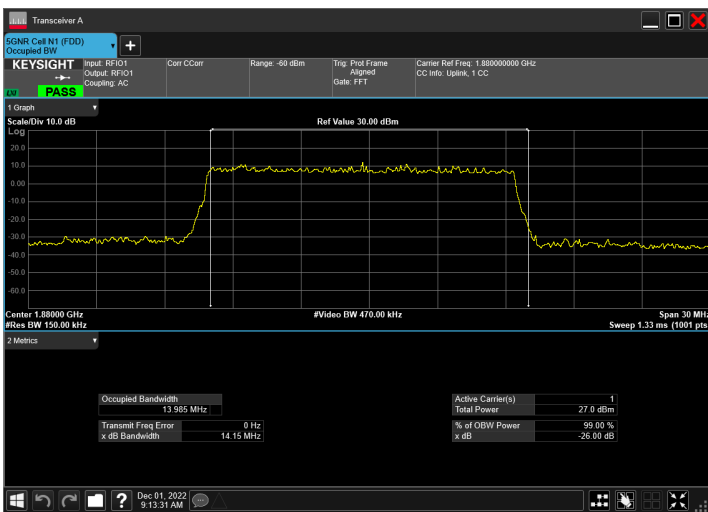 Transceiver A
5GNR Cell N1 (FDD)
Occupied BW
+
KEYSIGHT
LXI PASS
Input: RFIO1
Output: RFIO1
Coupling: AC
Corr CCorr
Range: -60 dBm
Trig: Prot Frame
Aligned
Gate: FFT
Carrier Ref Freq: 1.880000000 GHz
CC Info: Uplink, 1 CC
1 Graph
Scale/Div 10.0 dB
Ref Value 30.00 dBm
Log
20.0
10.0
0.00
-10.0
-20.0
-30.0
-40.0
-50.0
-60.0
Center 1.88000 GHz
#Video BW 470.00 kHz
Span 30 MHz
#Res BW 150.00 kHz
Sweep 1.33 ms (1001 pts
2 Metrics
Occupied Bandwidth
13.985 MHz
Transmit Freq Error 0 Hz
x dB Bandwidth 14.15 MHz
Active Carrier(s) 1
Total Power 27.0 dBm
% of OBW Power 99.00 %
x dB -26.00 dB
?
Dec 01, 2022
9:13:31 AM